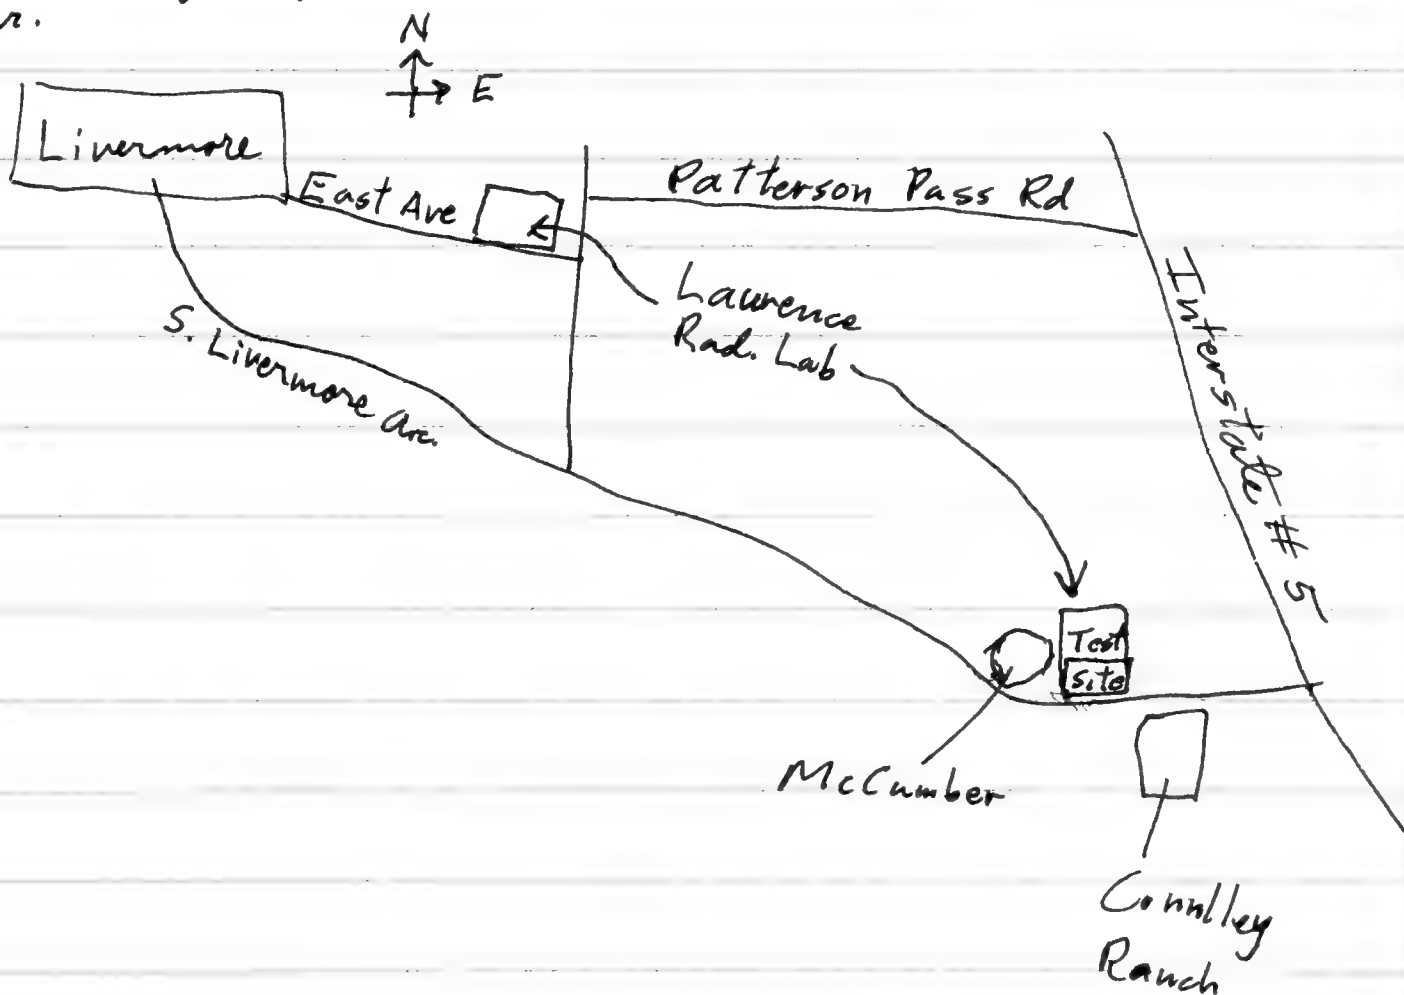 r.
N
E
Livermore
East Ave
Patterson Pass Rd
Lawrence
Rad. Lab
S. Livermore Ave.
Interstate # 5
Test
Site
McCumber
Connlley
Ranch